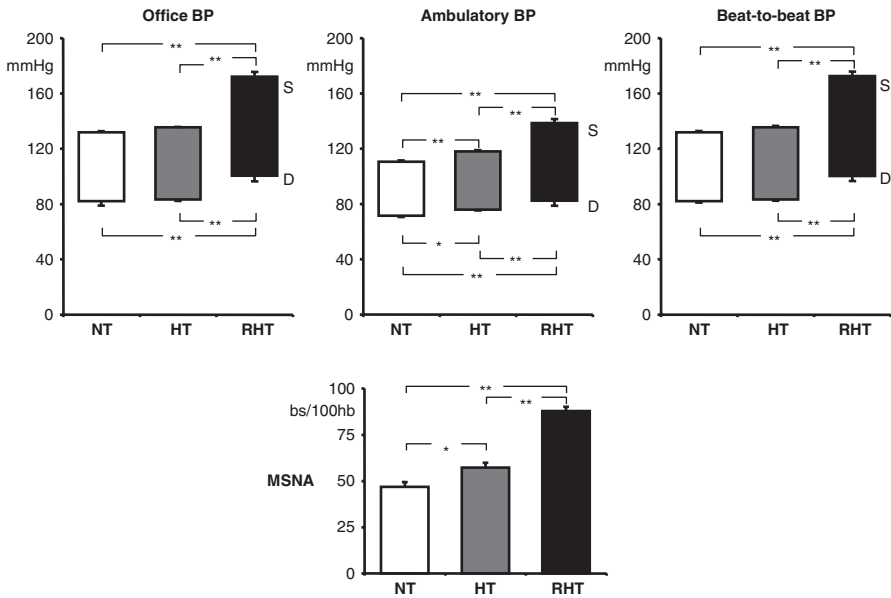 Office BP
200
mmHg
160
120
80
40
0
**
**
S
D
**
**
NT HT RHT
Ambulatory BP
200
mmHg
160
120
80
40
0
**
**
**
S
D
*
**
**
NT HT RHT
Beat-to-beat BP
200
mmHg
160
120
80
40
0
**
**
S
D
**
**
NT HT RHT
100
bs/100hb
75
MSNA
50
25
0
**
**
*
NT HT RHT